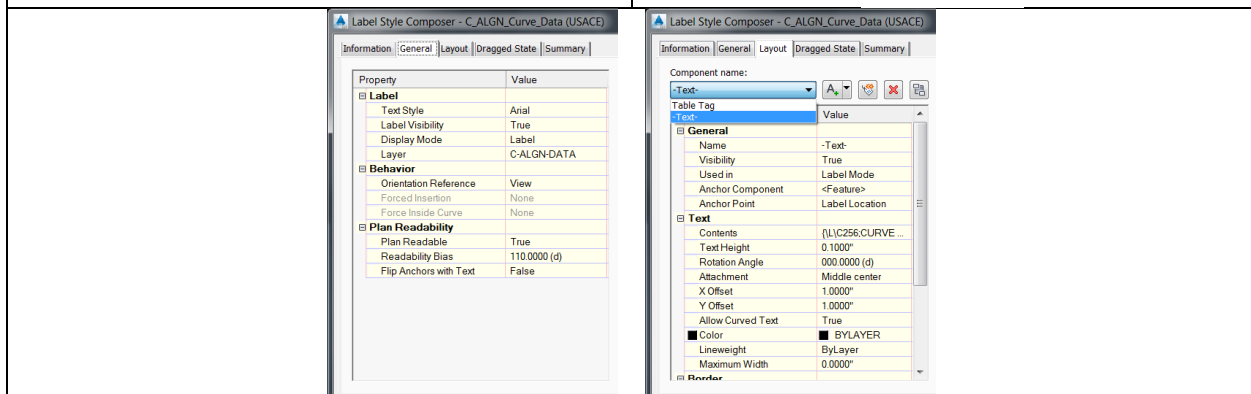 Label Style Composer - C_ALGN_Curve_Data (USACE)
Information General Layout Dragged State Summary
Property Value
Label
Text Style Arial
Label Visibility True
Display Mode Label
Layer C-ALGN-DATA
Behavior
Orientation Reference View
Forced Insertion None
Force Inside Curve None
Plan Readability
Plan Readable True
Readability Bias 110.0000 (d)
Flip Anchors with Text False
Label Style Composer - C_ALGN_Curve_Data (USACE)
Information General Layout Dragged State Summary
Component name:
-Text-
Table Tag
-Text-
Value
General
Name -Text-
Visibility True
Used in Label Mode
Anchor Component <Feature>
Anchor Point Label Location
Text
Contents {\L\C256;CURVE ...
Text Height 0.1000"
Rotation Angle 000.0000 (d)
Attachment Middle center
X Offset 1.0000"
Y Offset 1.0000"
Allow Curved Text True
Color BYLAYER
Lineweight ByLayer
Maximum Width 0.0000"
Border